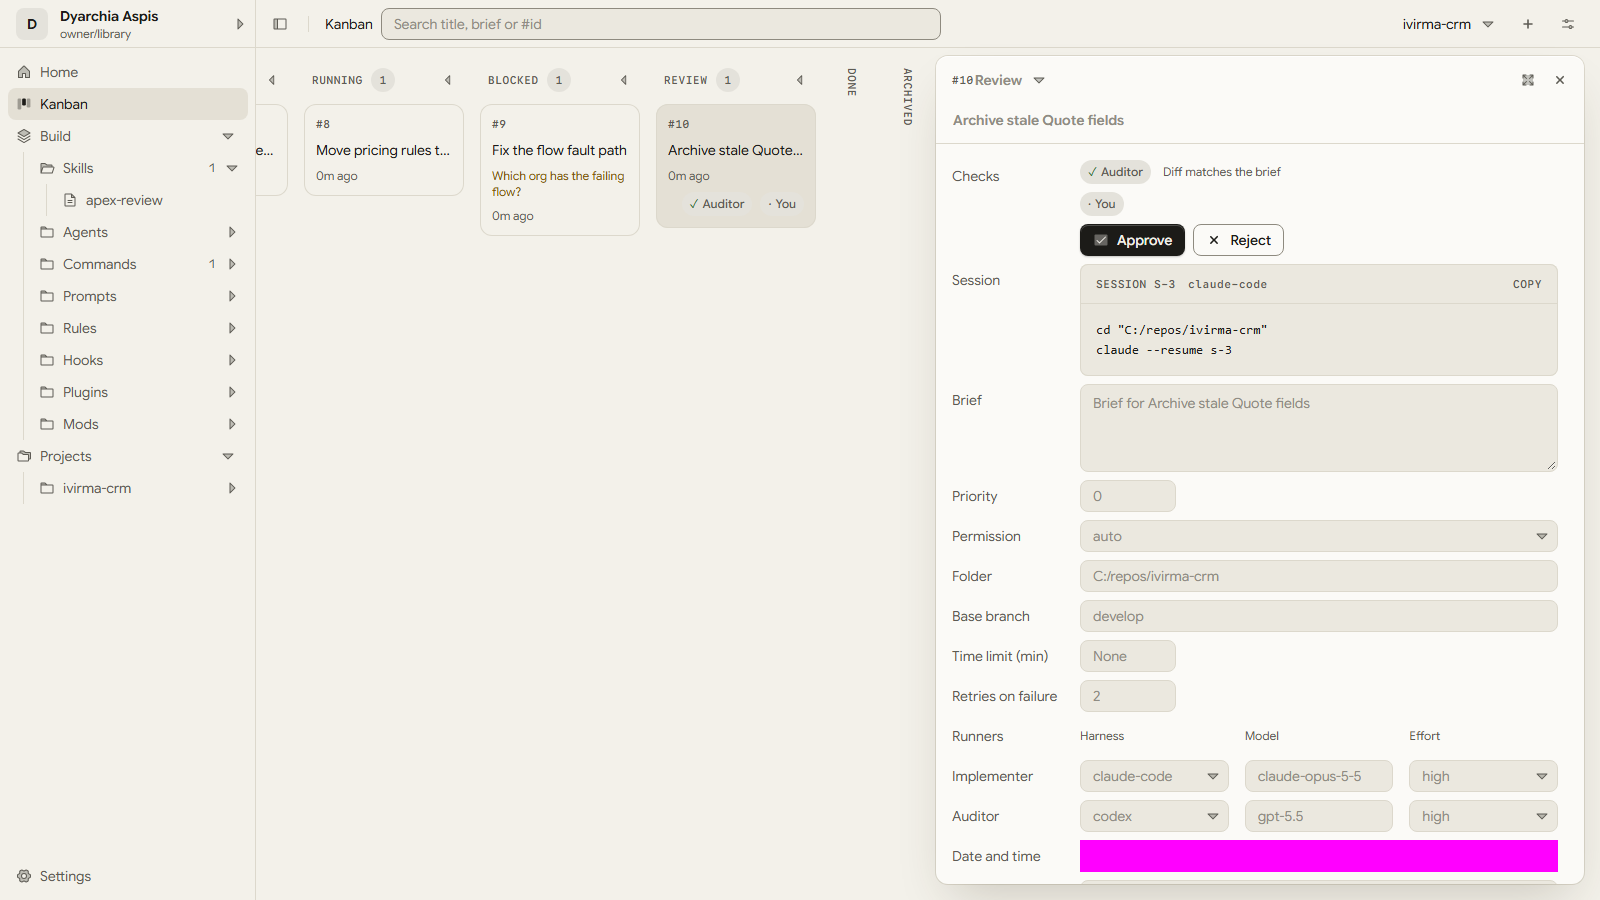 D
Dyarchia Aspis
owner/library
Home
Kanban
Build
Skills 1
apex-review
Agents
Commands 1
Prompts
Rules
Hooks
Plugins
Mods
Projects
ivirma-crm
Settings
Kanban
Search title, brief or #id
ivirma-crm
e...
RUNNING 1
#8
Move pricing rules t...
0m ago
BLOCKED 1
#9
Fix the flow fault path
Which org has the failing
flow?
0m ago
REVIEW 1
#10
Archive stale Quote...
0m ago
✓ Auditor · You
DONE
ARCHIVED
#10 Review
Archive stale Quote fields
Checks
✓ Auditor Diff matches the brief
· You
Approve Reject
Session
SESSION S-3 claude-code COPY
cd "C:/repos/ivirma-crm"
claude --resume s-3
Brief
Brief for Archive stale Quote fields
Priority 0
Permission auto
Folder C:/repos/ivirma-crm
Base branch develop
Time limit (min) None
Retries on failure 2
Runners Harness Model Effort
Implementer claude-code claude-opus-5-5 high
Auditor codex gpt-5.5 high
Date and time